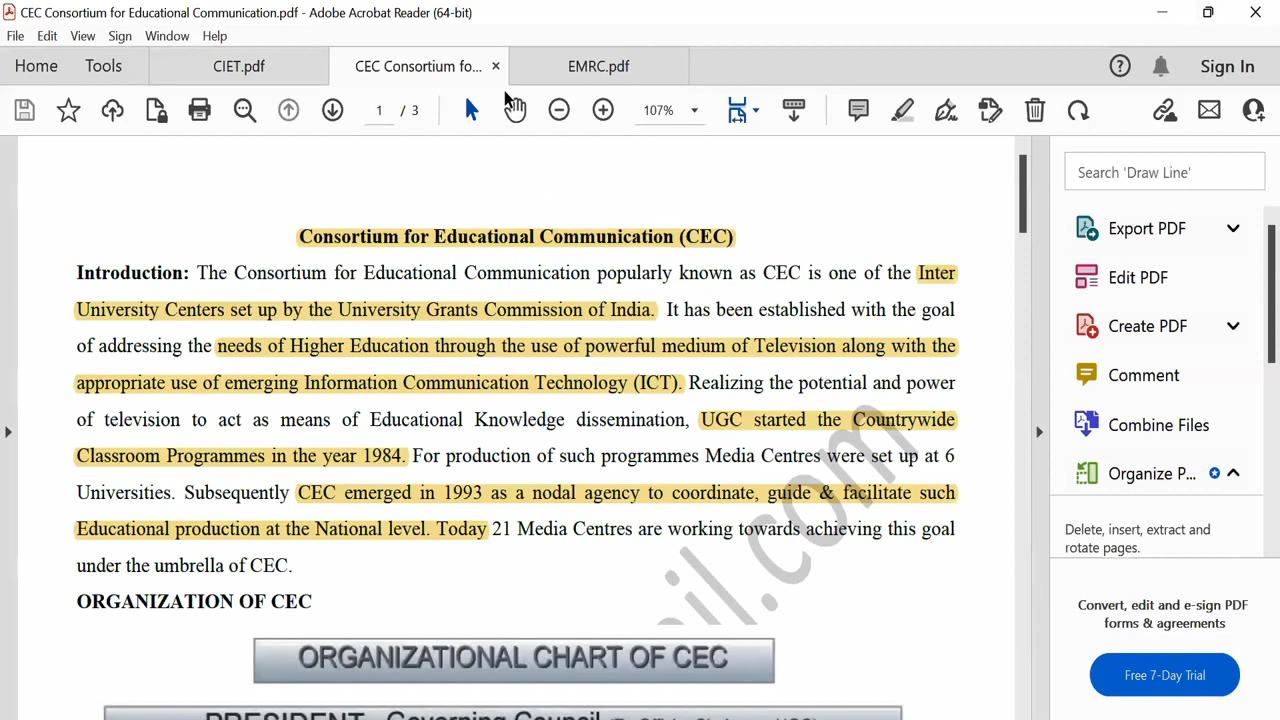 CEC Consortium for Educational Communication.pdf - Adobe Acrobat Reader (64-bit)
File Edit View Sign Window Help
Home Tools CIET.pdf CEC Consortium fo... × EMRC.pdf Sign In
1 / 3 107%
Search 'Draw Line'
Export PDF
Edit PDF
Create PDF
Comment
Combine Files
Organize P...
Delete, insert, extract and
rotate pages.
Convert, edit and e-sign PDF
forms & agreements
Free 7-Day Trial
Consortium for Educational Communication (CEC)
Introduction: The Consortium for Educational Communication popularly known as CEC is one of the Inter
University Centers set up by the University Grants Commission of India. It has been established with the goal
of addressing the needs of Higher Education through the use of powerful medium of Television along with the
appropriate use of emerging Information Communication Technology (ICT). Realizing the potential and power
of television to act as means of Educational Knowledge dissemination, UGC started the Countrywide
Classroom Programmes in the year 1984. For production of such programmes Media Centres were set up at 6
Universities. Subsequently CEC emerged in 1993 as a nodal agency to coordinate, guide & facilitate such
Educational production at the National level. Today 21 Media Centres are working towards achieving this goal
under the umbrella of CEC.
ORGANIZATION OF CEC
ORGANIZATIONAL CHART OF CEC
PRESIDENT - Governing Council
il.com